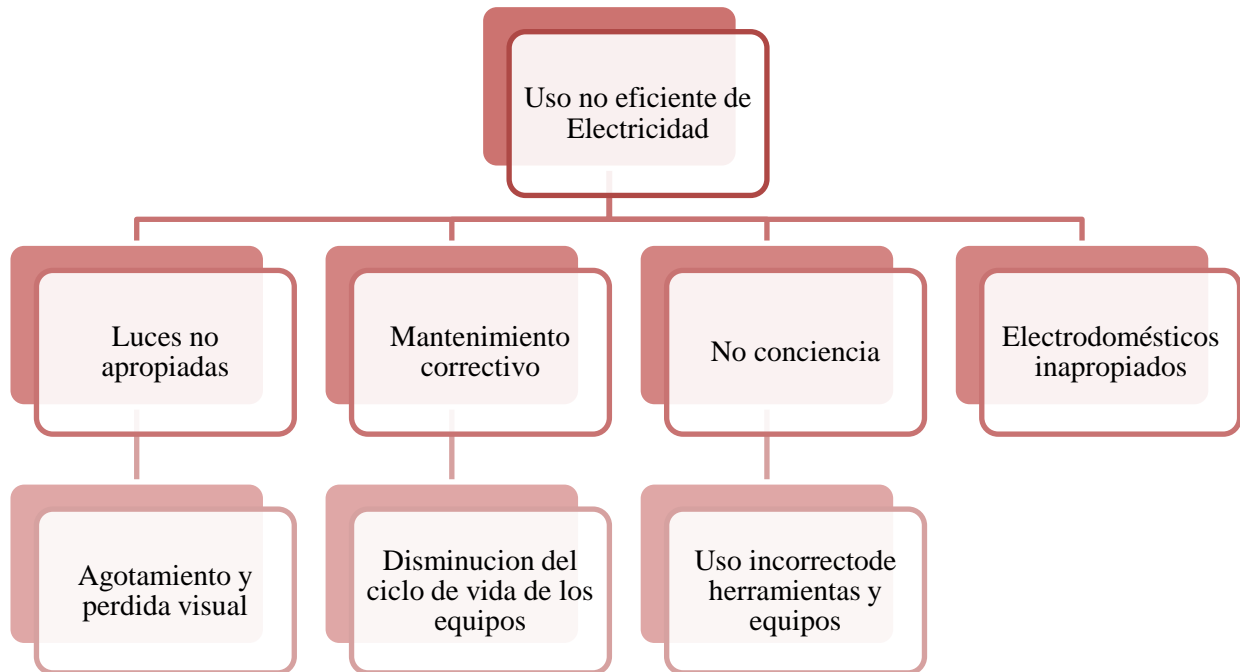 Uso no eficiente de
Electricidad
Luces no
apropiadas
Mantenimiento
correctivo
No conciencia
Electrodomésticos
inapropiados
Agotamiento y
perdida visual
Disminucion del
ciclo de vida de los
equipos
Uso incorrectode
herramientas y
equipos